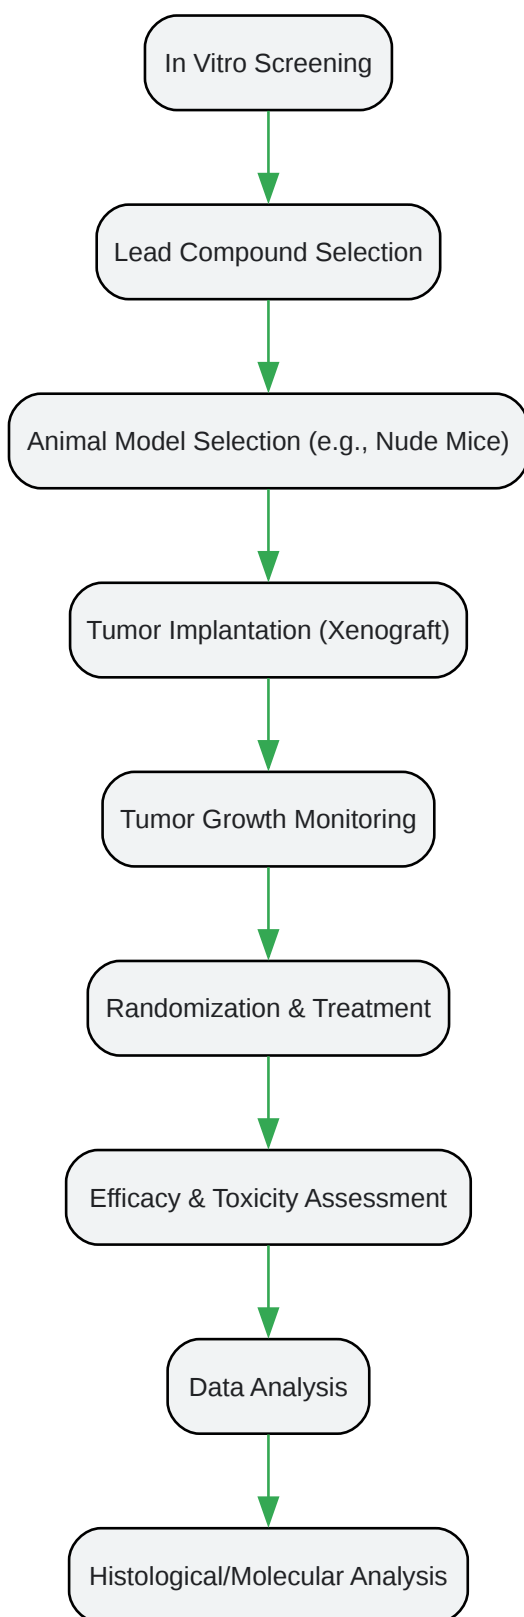 In Vitro Screening
Lead Compound Selection
Animal Model Selection (e.g., Nude Mice)
Tumor Implantation (Xenograft)
Tumor Growth Monitoring
Randomization & Treatment
Efficacy & Toxicity Assessment
Data Analysis
Histological/Molecular Analysis